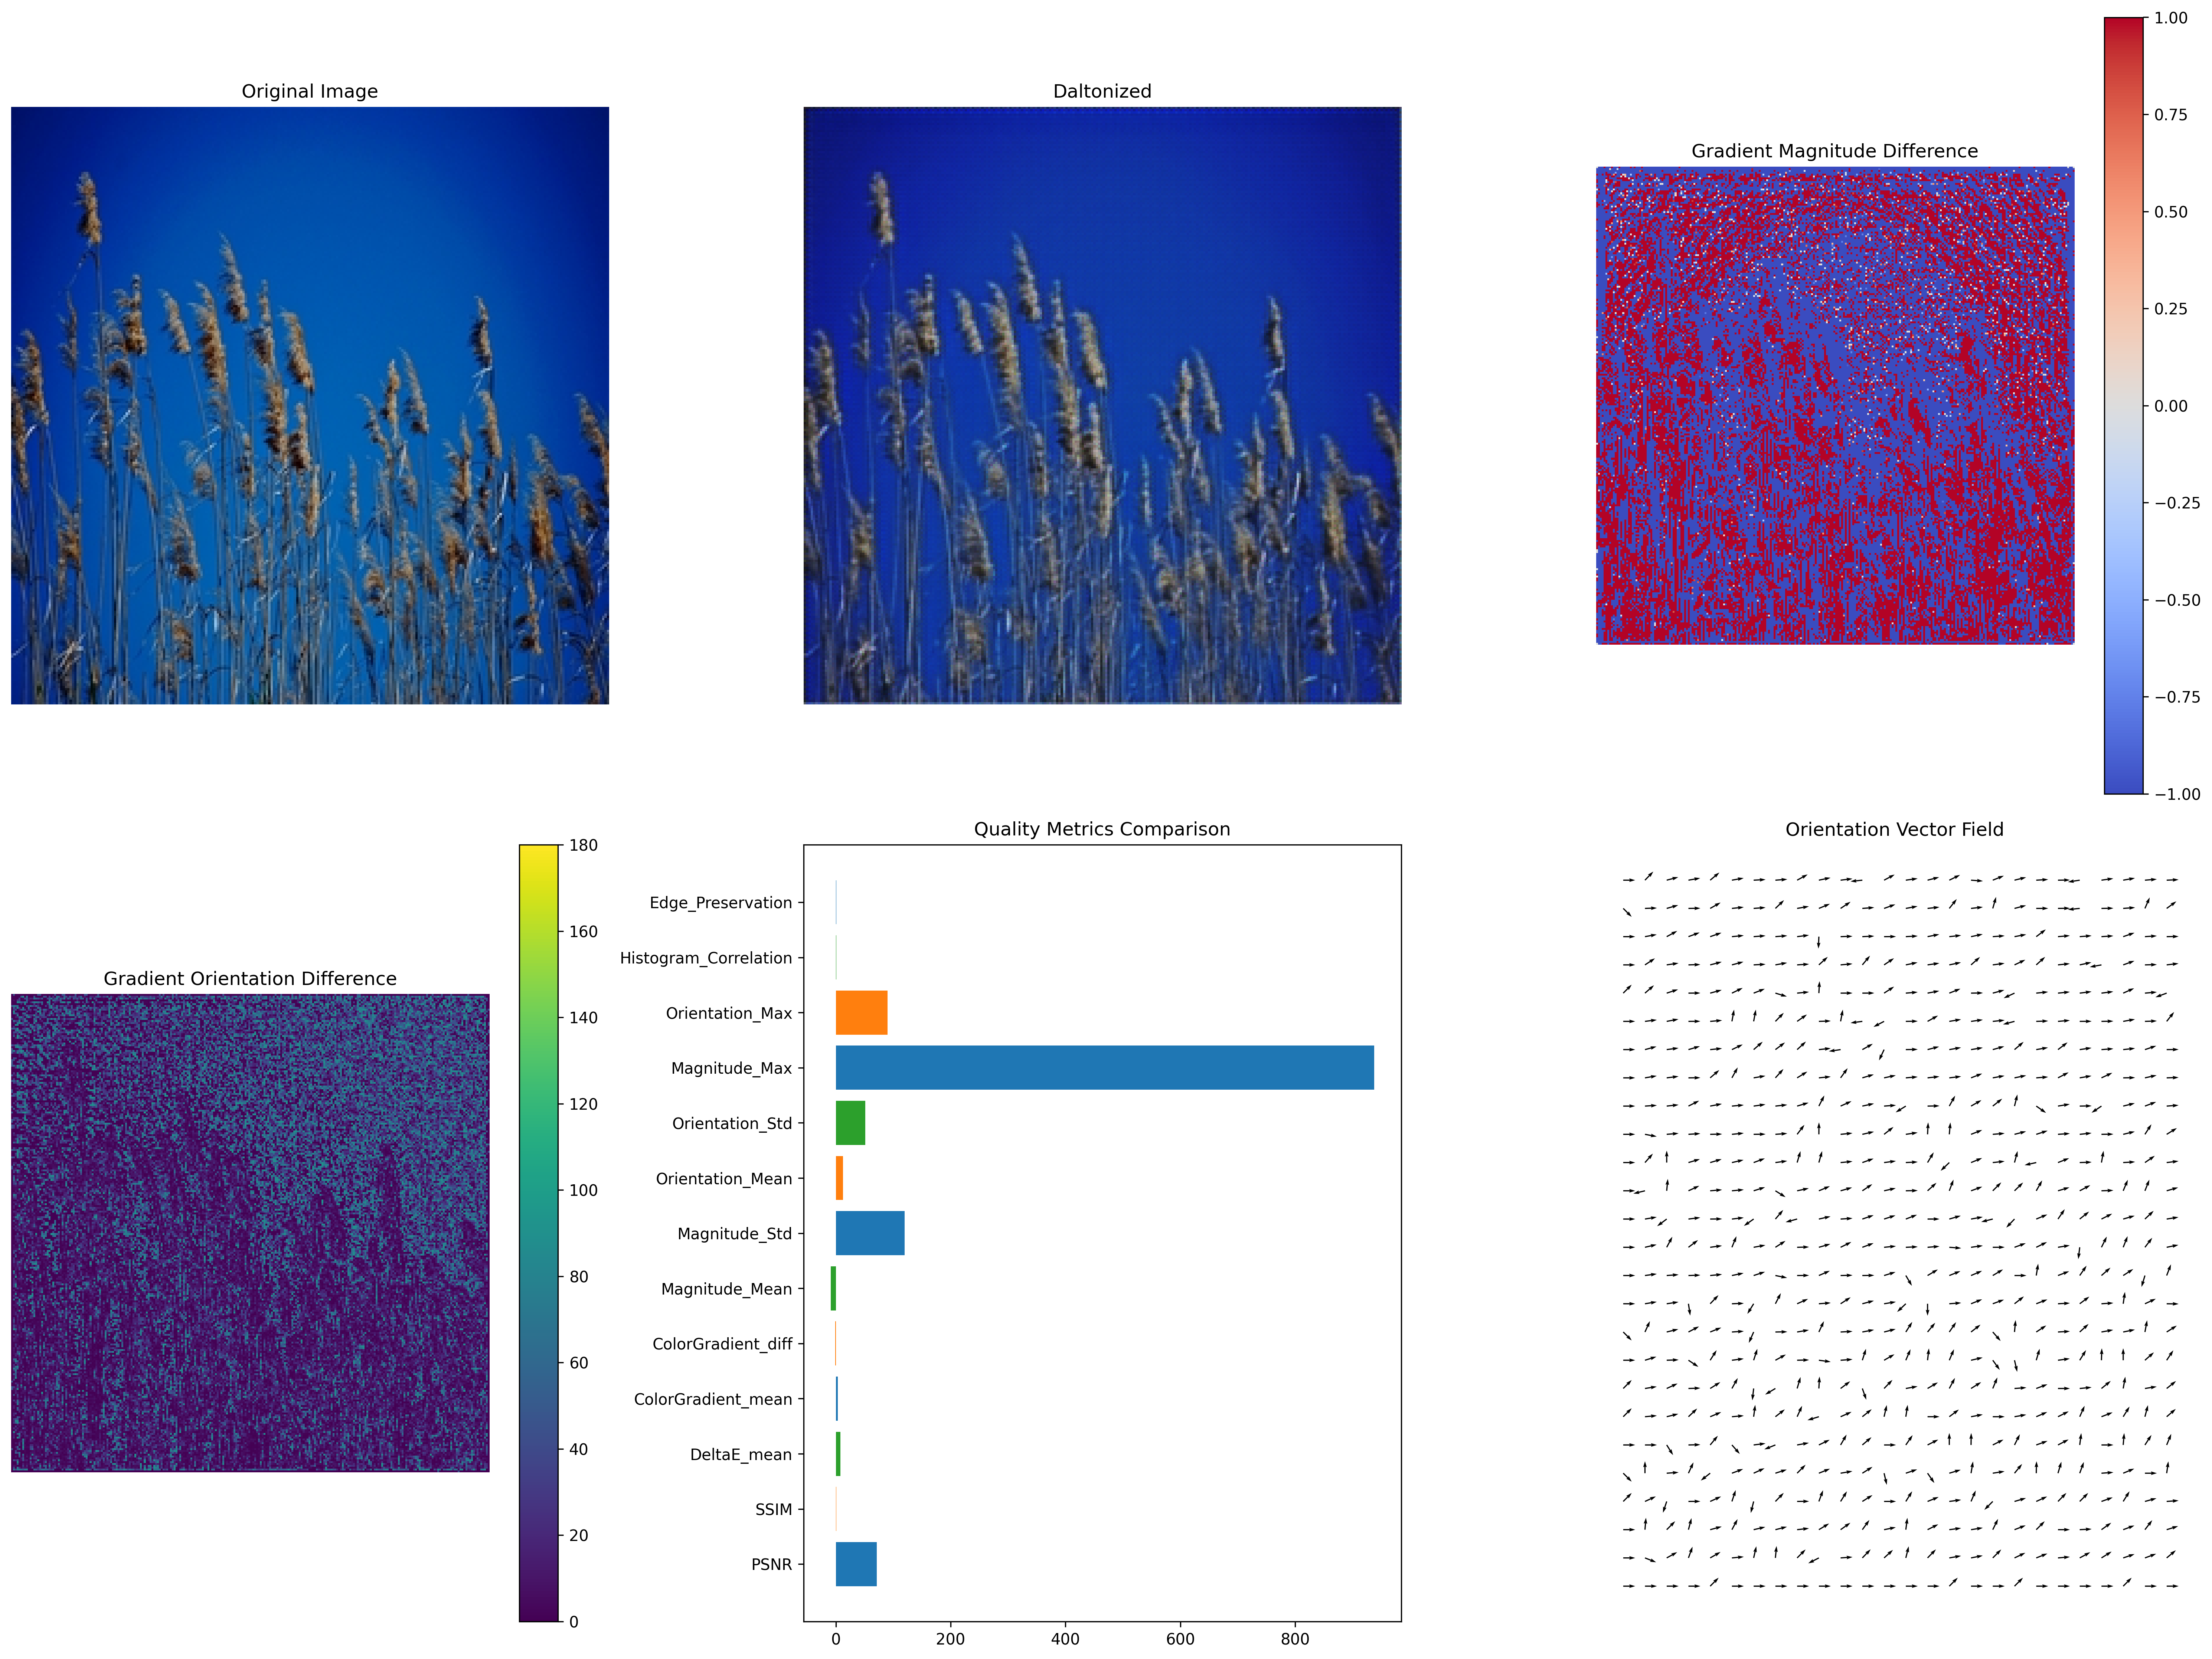 Original Image
Daltonized
Gradient Magnitude Difference
1.00
0.75
0.50
0.25
0.00
−0.25
−0.50
−0.75
−1.00
Gradient Orientation Difference
180
160
140
120
100
80
60
40
20
0
Quality Metrics Comparison
Edge_Preservation
Histogram_Correlation
Orientation_Max
Magnitude_Max
Orientation_Std
Orientation_Mean
Magnitude_Std
Magnitude_Mean
ColorGradient_diff
ColorGradient_mean
DeltaE_mean
SSIM
PSNR
0 200 400 600 800
Orientation Vector Field